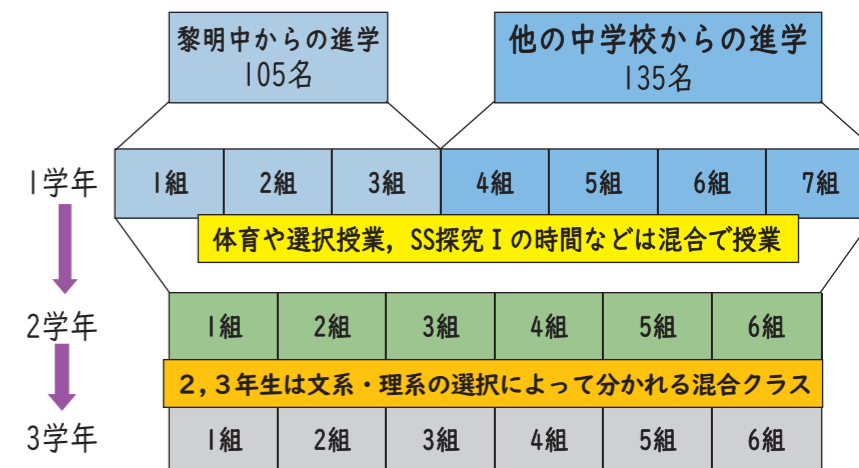 黎明中からの進学
105名
他の中学校からの進学
135名
1学年
1組 2組 3組 4組 5組 6組 7組
体育や選択授業，SS探究Ⅰの時間などは混合で授業
2学年
1組 2組 3組 4組 5組 6組
２，３年生は文系・理系の選択によって分かれる混合クラス
3学年
1組 2組 3組 4組 5組 6組